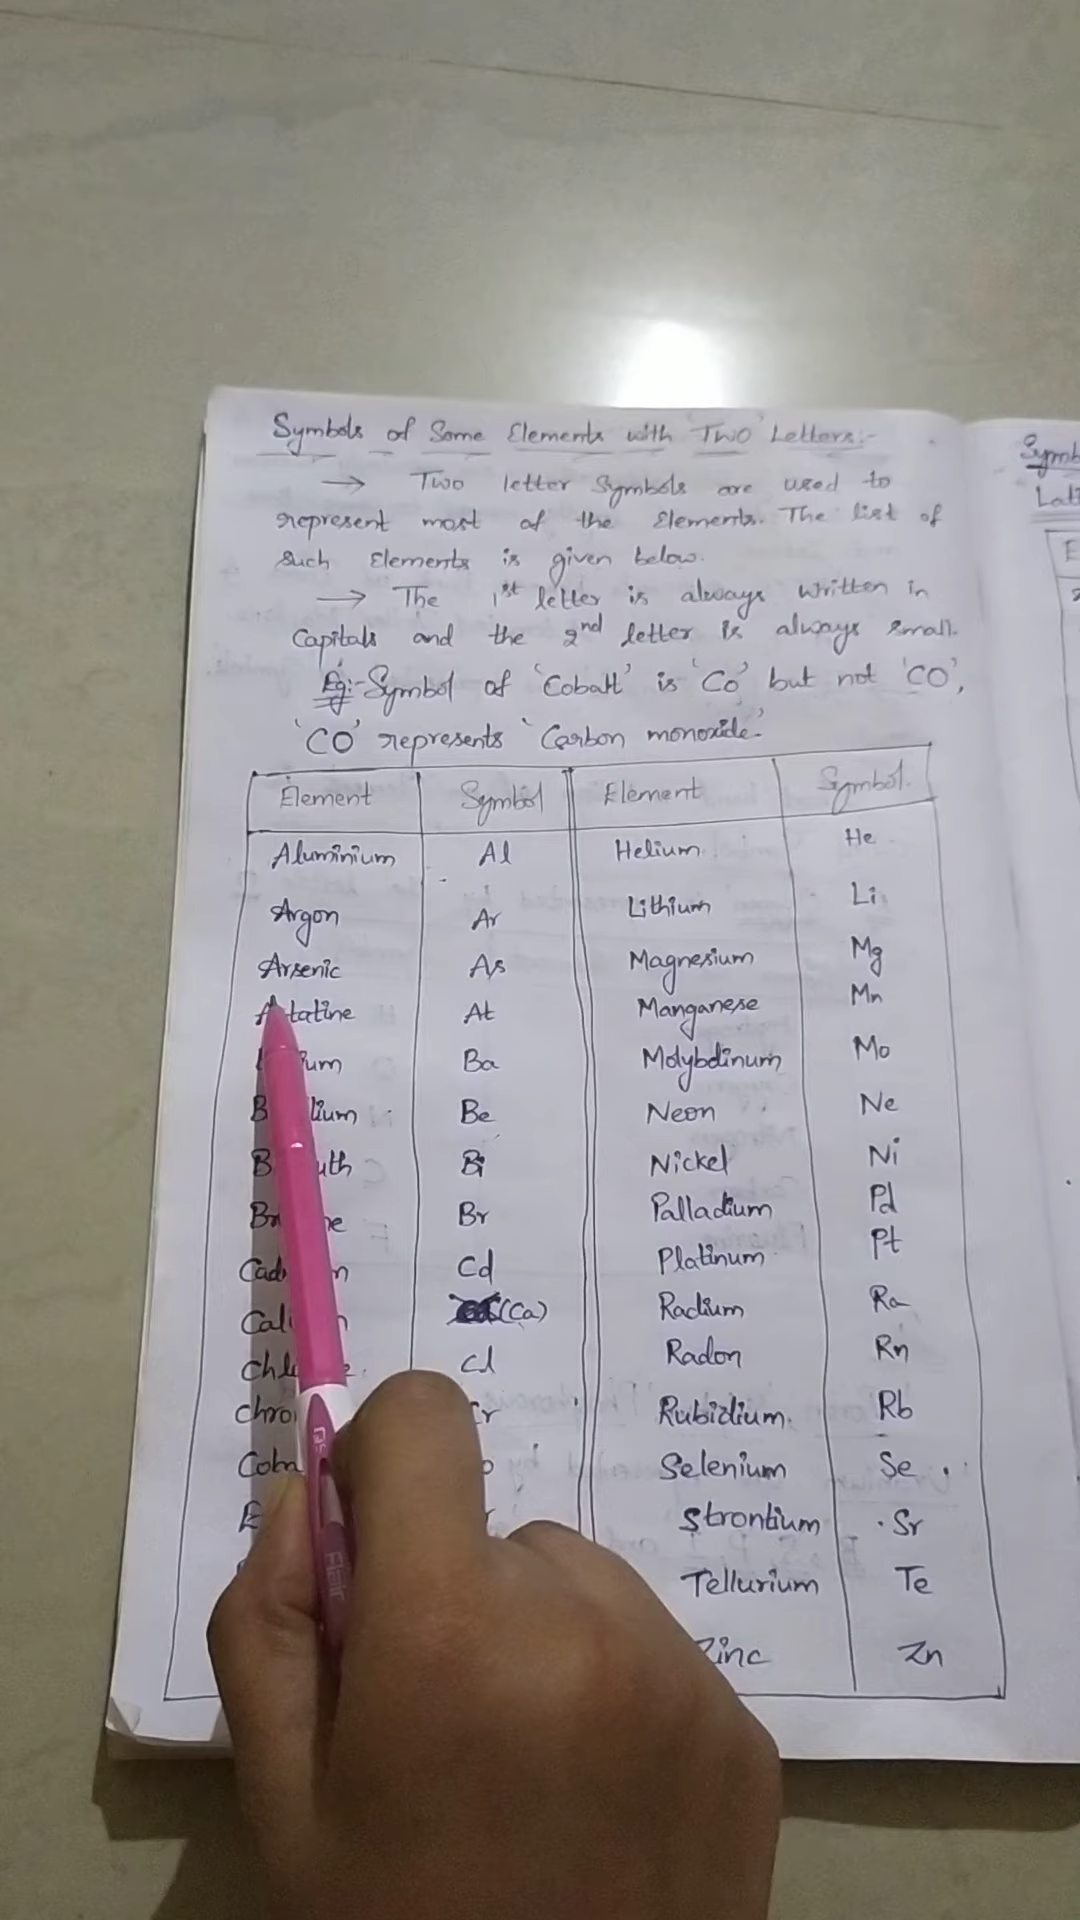 Symbols of Some Elements with 'TWO' Letters:-
→ Two letter Symbols are used to
represent most of the Elements. The list of
such Elements is given below.
→ The 1st letter is always written in
Capitals and the 2nd letter is always small.
Eg:- Symbol of 'Cobalt' is 'Co' but not 'CO',
'CO' represents 'Carbon monoxide'
Element Symbol Element Symbol.
Aluminium Al Helium He
Argon Ar Lithium Li
Arsenic As Magnesium Mg
At Manganese Mn
Ba Molybdinum Mo
Be Neon Ne
Bi Nickel Ni
Br Palladium Pd
Cd Platinum Pt
(Ca) Radium Ra
Cl Radon Rn
Rubidium Rb
Selenium Se
Strontium Sr
Tellurium Te
Zinc Zn
Flair